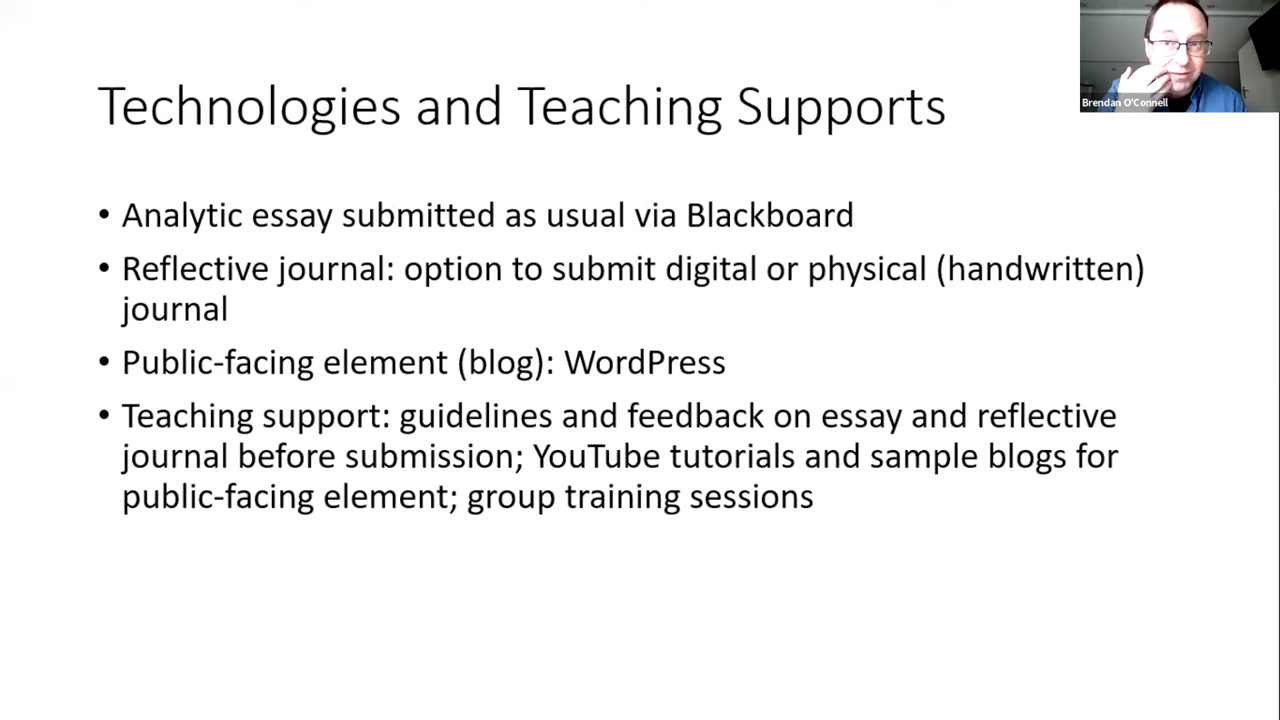 Technologies and Teaching Supports
Brendan O'Connell
• Analytic essay submitted as usual via Blackboard
• Reflective journal: option to submit digital or physical (handwritten)
journal
• Public-facing element (blog): WordPress
• Teaching support: guidelines and feedback on essay and reflective
journal before submission; YouTube tutorials and sample blogs for
public-facing element; group training sessions